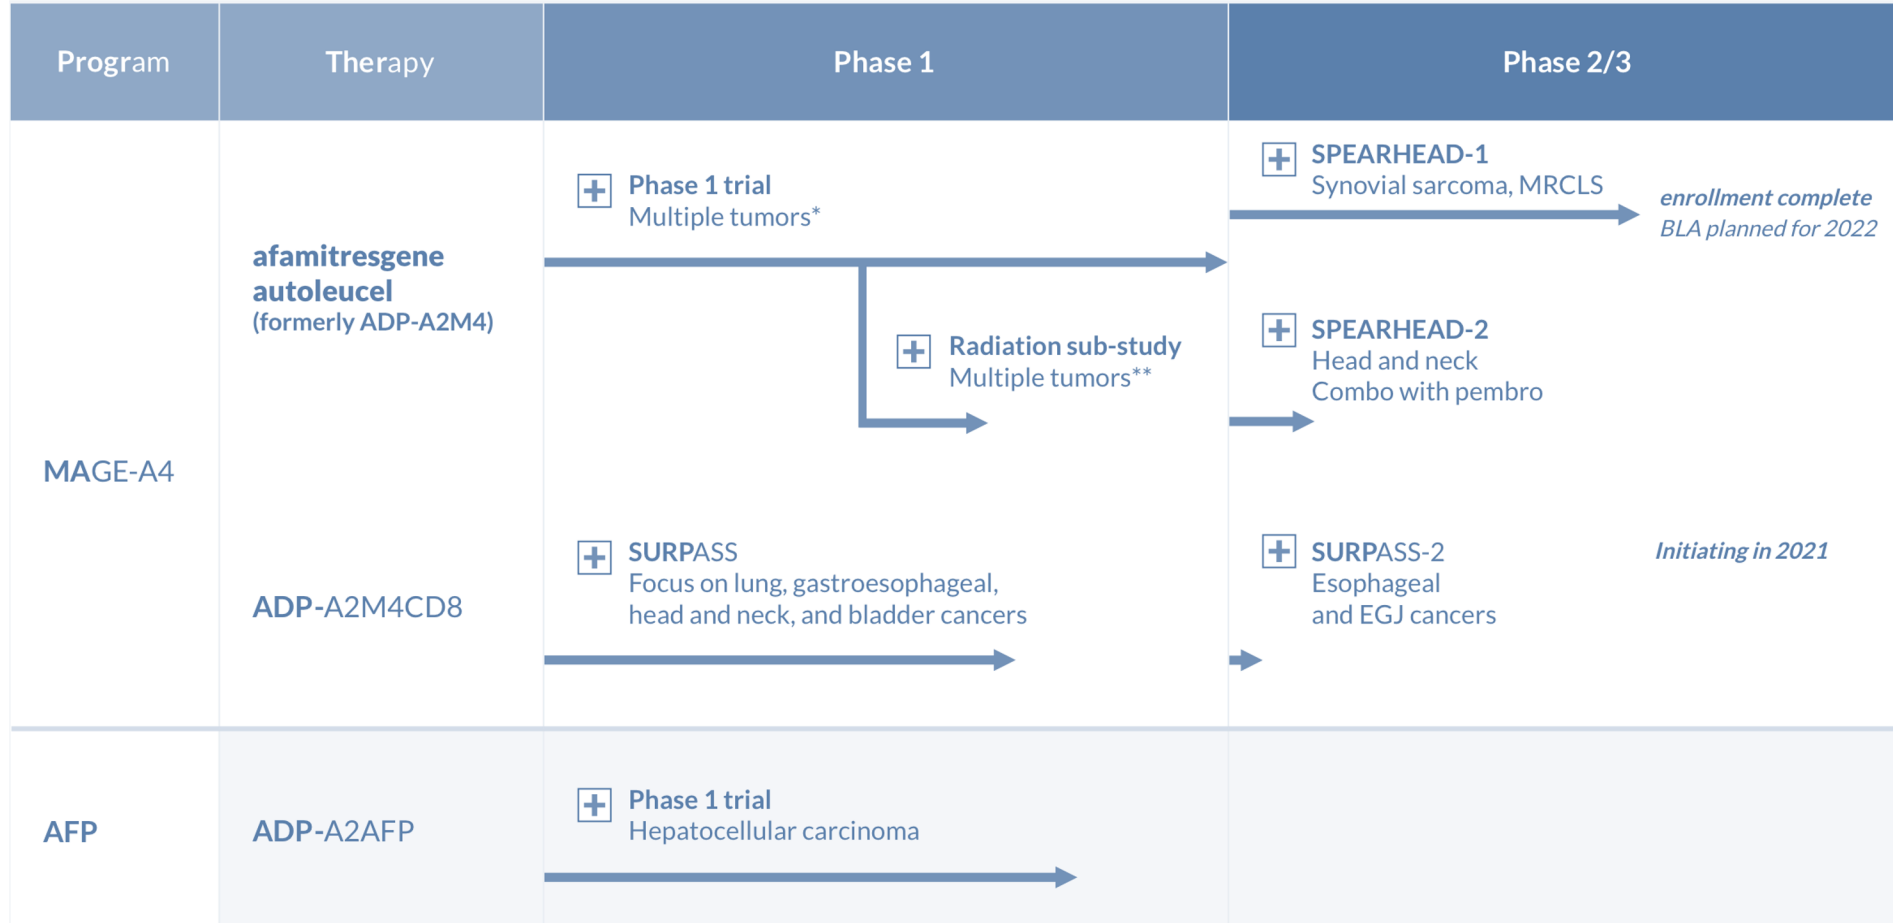 Program
Therapy
Phase 1
Phase 2/3
MAGE-A4
afamitresgene
autoleucel
(formerly ADP-A2M4)
Phase 1 trial
Multiple tumors*
Radiation sub-study
Multiple tumors**
SPEARHEAD-1
Synovial sarcoma, MRCLS
enrollment complete
BLA planned for 2022
SPEARHEAD-2
Head and neck
Combo with pembro
ADP-A2M4CD8
SURPASS
Focus on lung, gastroesophageal,
head and neck, and bladder cancers
SURPASS-2
Esophageal
and EGJ cancers
Initiating in 2021
AFP
ADP-A2AFP
Phase 1 trial
Hepatocellular carcinoma